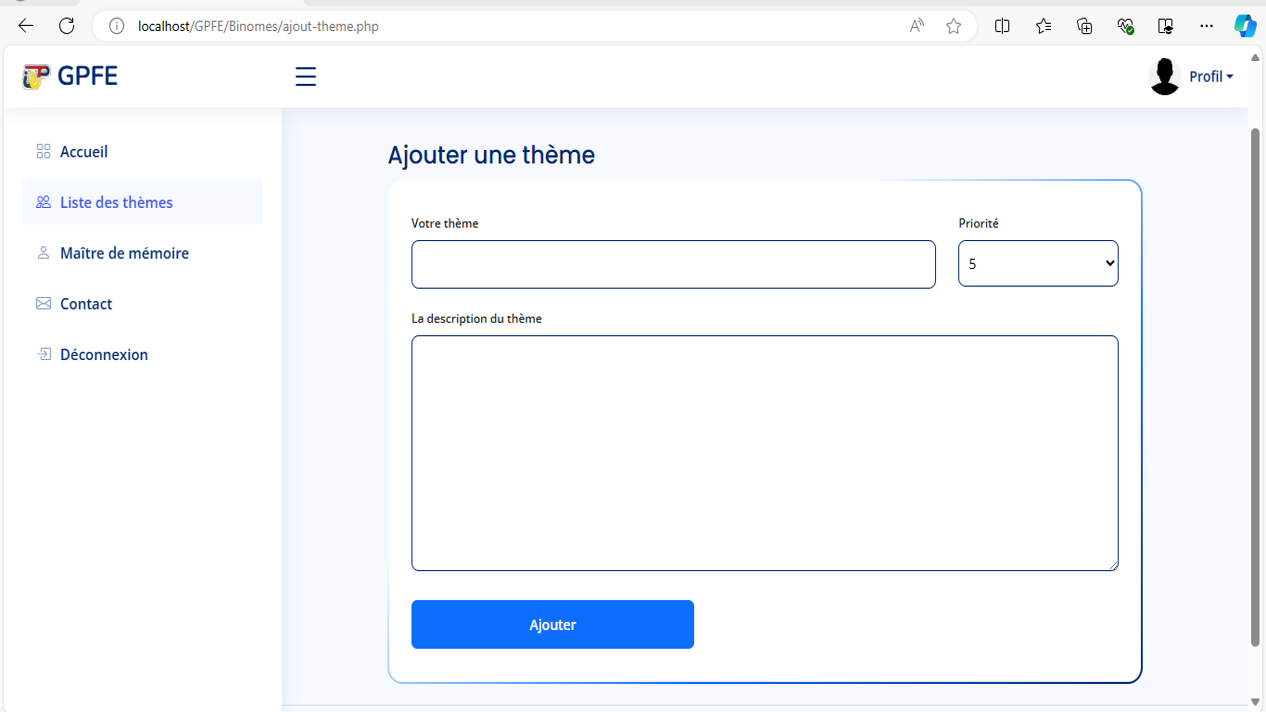 localhost/GPFE/Binomes/ajout-theme.php
GPFE
Profil
Accueil
Liste des thèmes
Maître de mémoire
Contact
Déconnexion
Ajouter une thème
Votre thème
Priorité
5
La description du thème
Ajouter